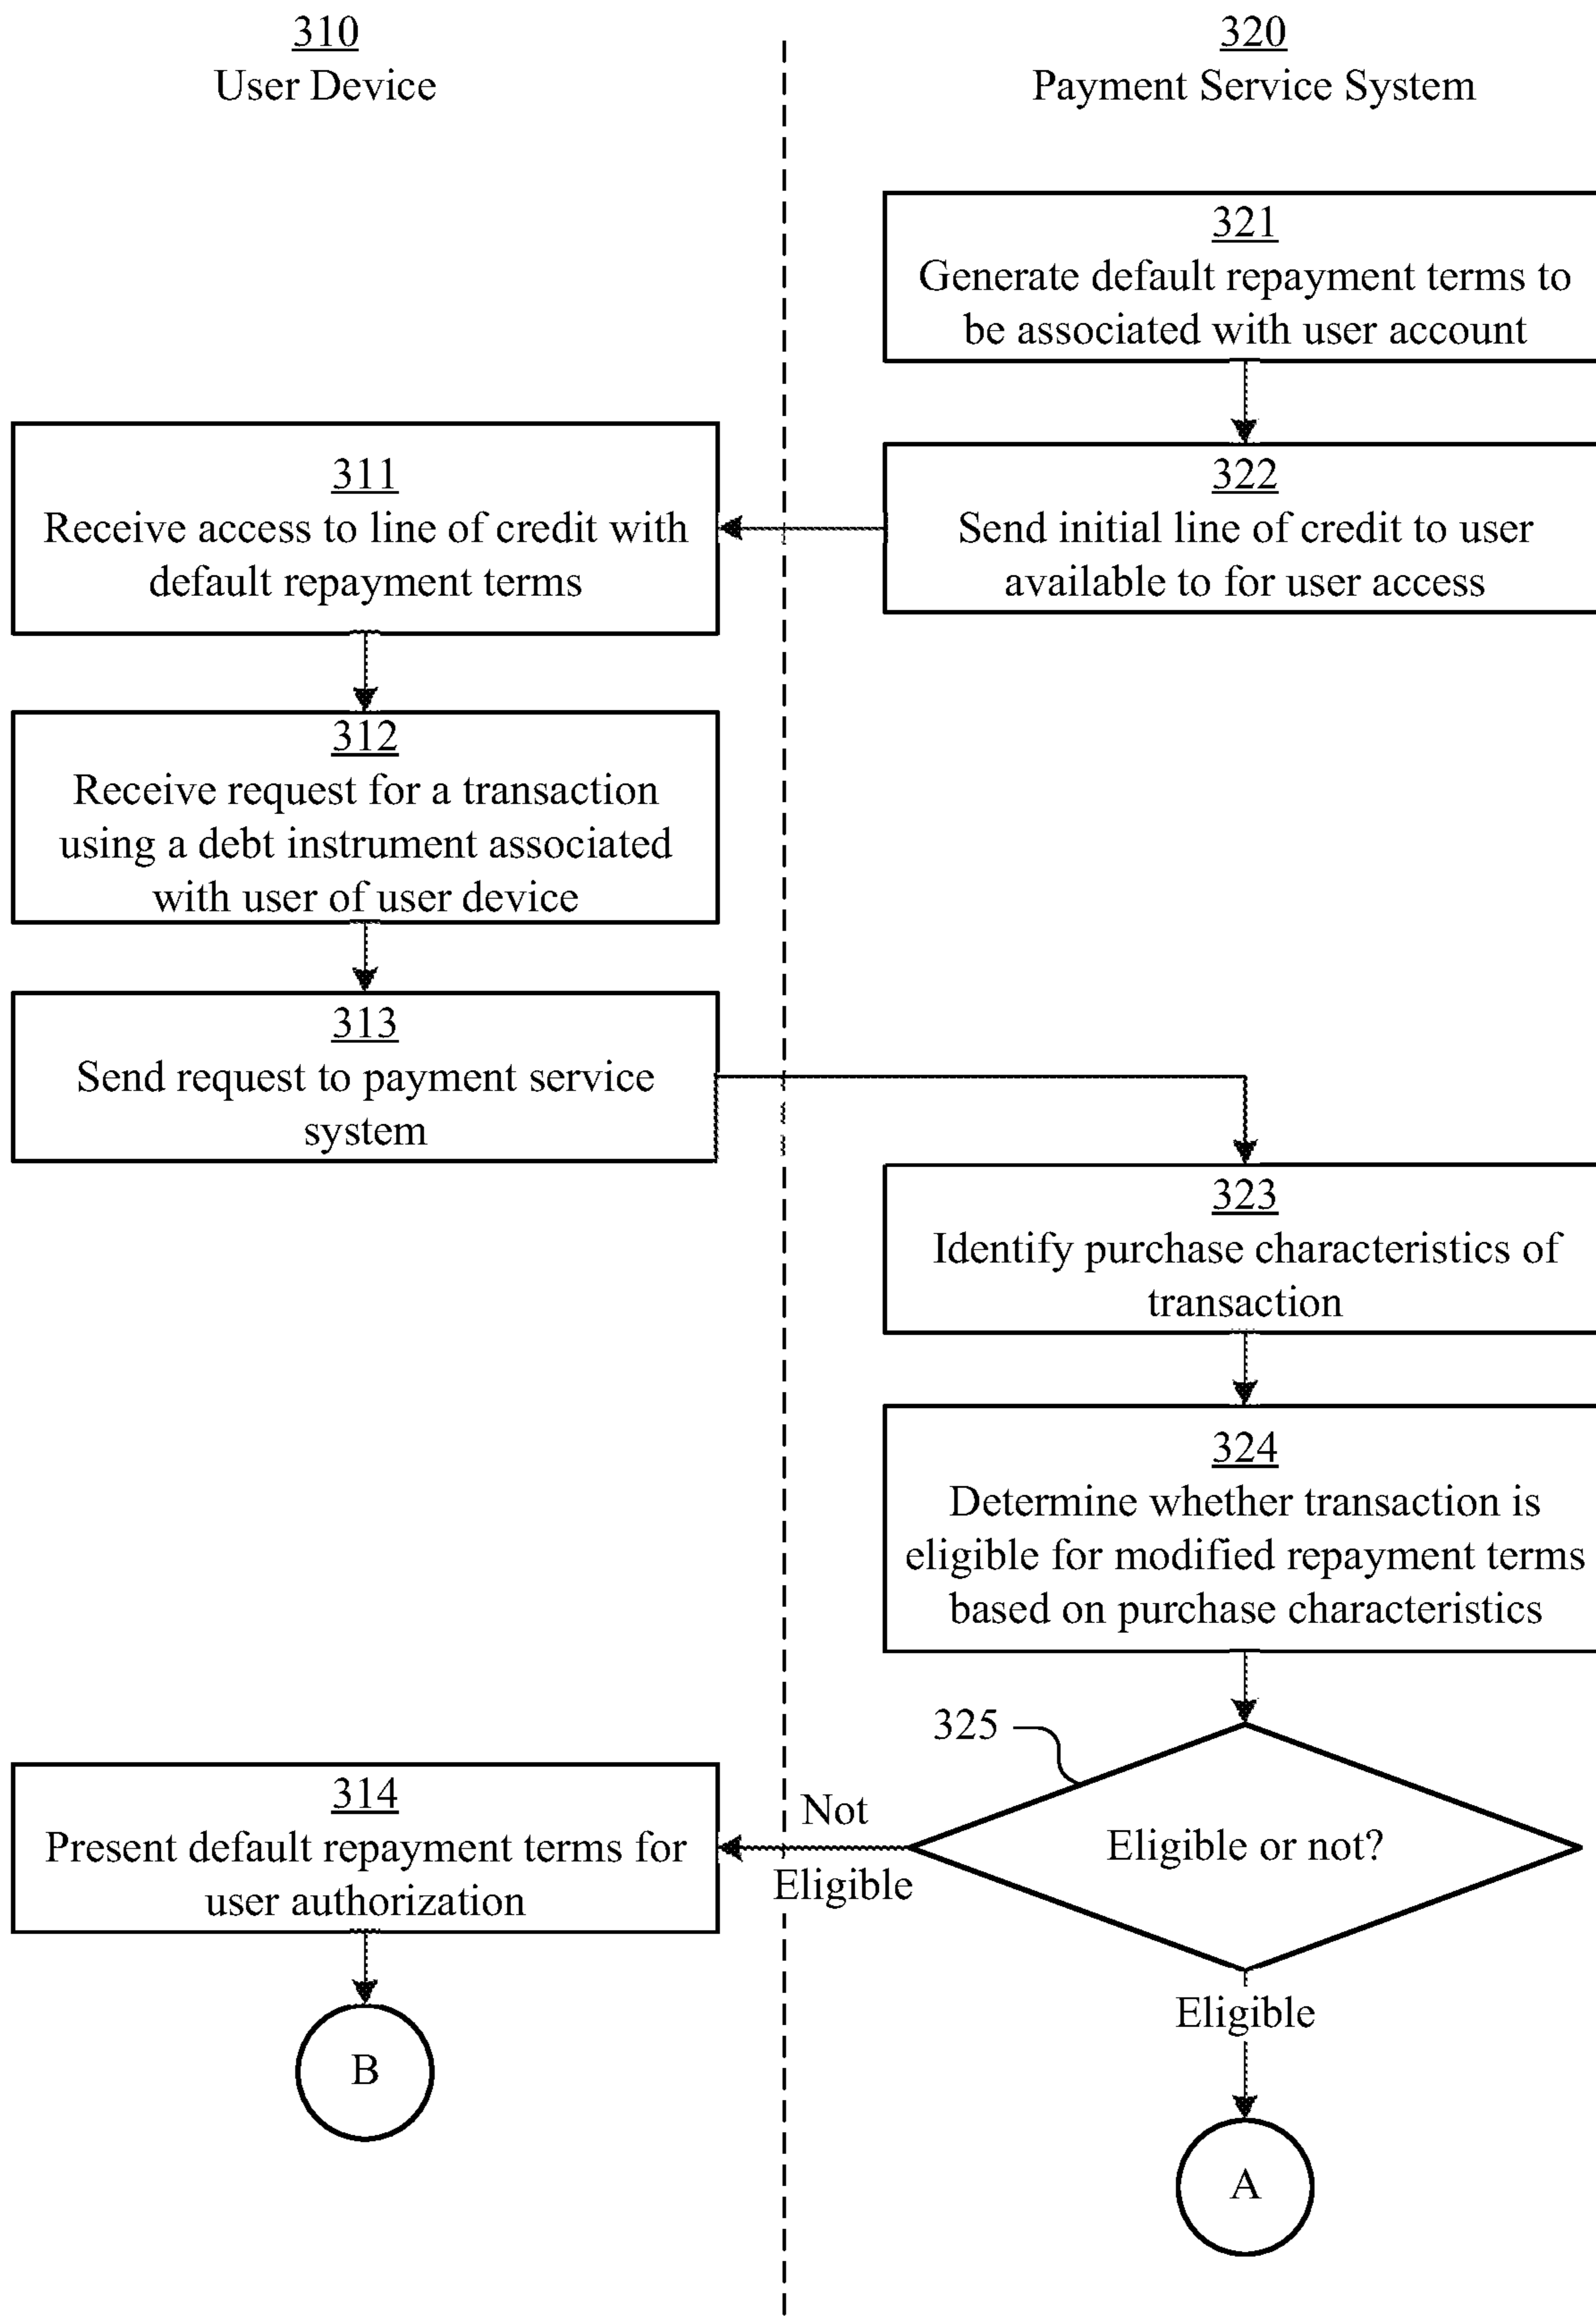 310
User Device
320
Payment Service System
321
Generate default repayment terms to
be associated with user account
311
Receive access to line of credit with
default repayment terms
322
Send initial line of credit to user
available to for user access
312
Receive request for a transaction
using a debt instrument associated
with user of user device
313
Send request to payment service
system
323
Identify purchase characteristics of
transaction
324
Determine whether transaction is
eligible for modified repayment terms
based on purchase characteristics
325
Eligible or not?
Not
Eligible
314
Present default repayment terms for
user authorization
B
Eligible
A